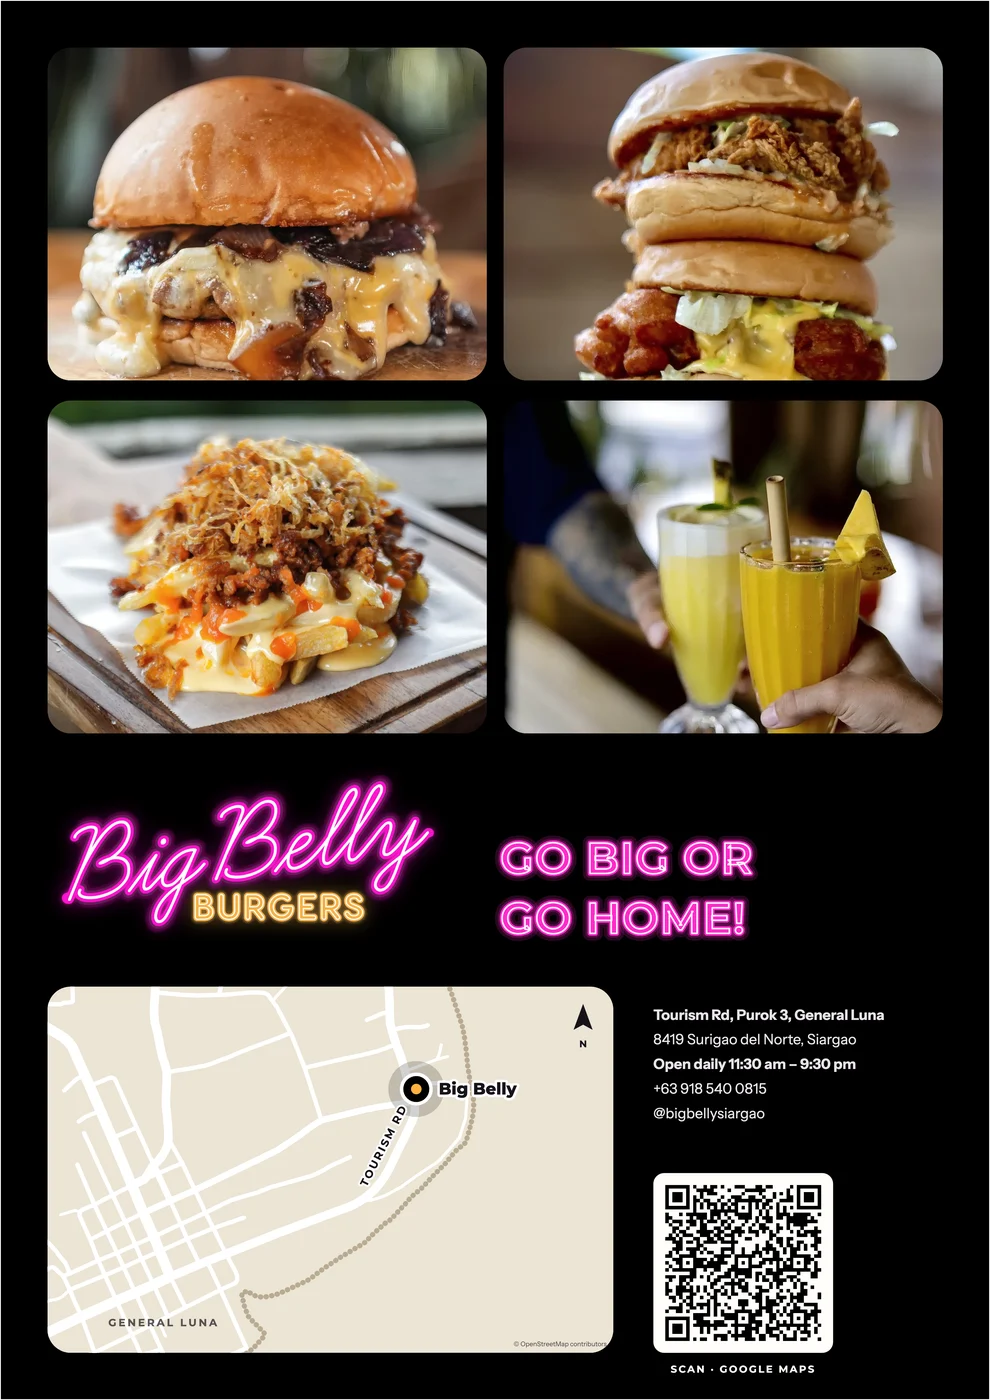 Big Belly
BURGERS
GO BIG OR
GO HOME!
N
Big Belly
TOURISM RD
GENERAL LUNA
© OpenStreetMap contributors
Tourism Rd, Purok 3, General Luna
8419 Surigao del Norte, Siargao
Open daily 11:30 am – 9:30 pm
+63 918 540 0815
@bigbellysiargao
SCAN · GOOGLE MAPS